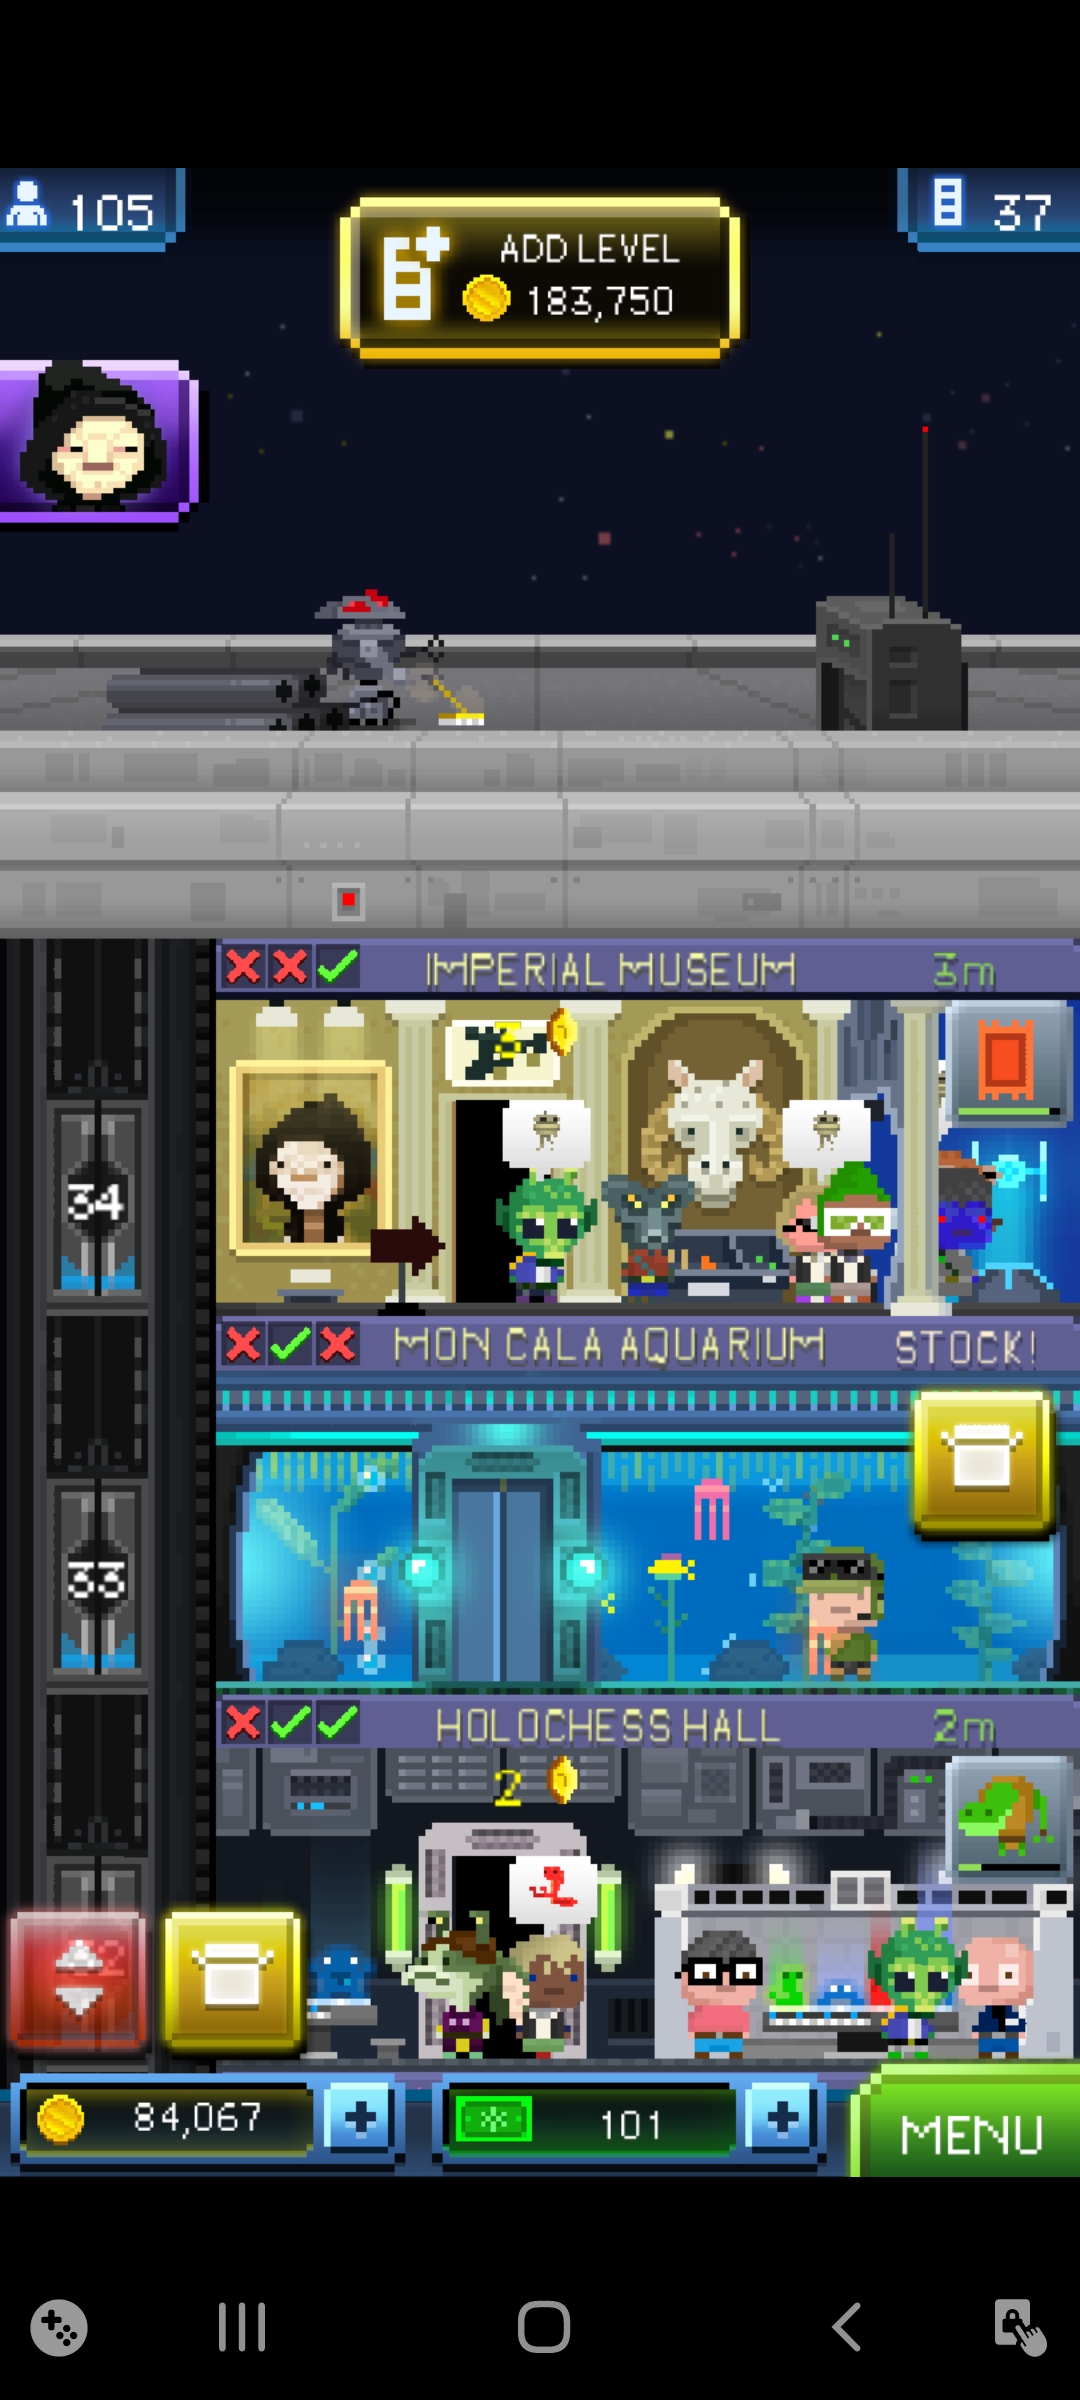 105
ADD LEVEL
183,750
37
IMPERIAL MUSEUM
3m
3
34
MON CALA AQUARIUM
STOCK!
33
HOLOCHESS HALL
2m
2
84,067
101
MENU